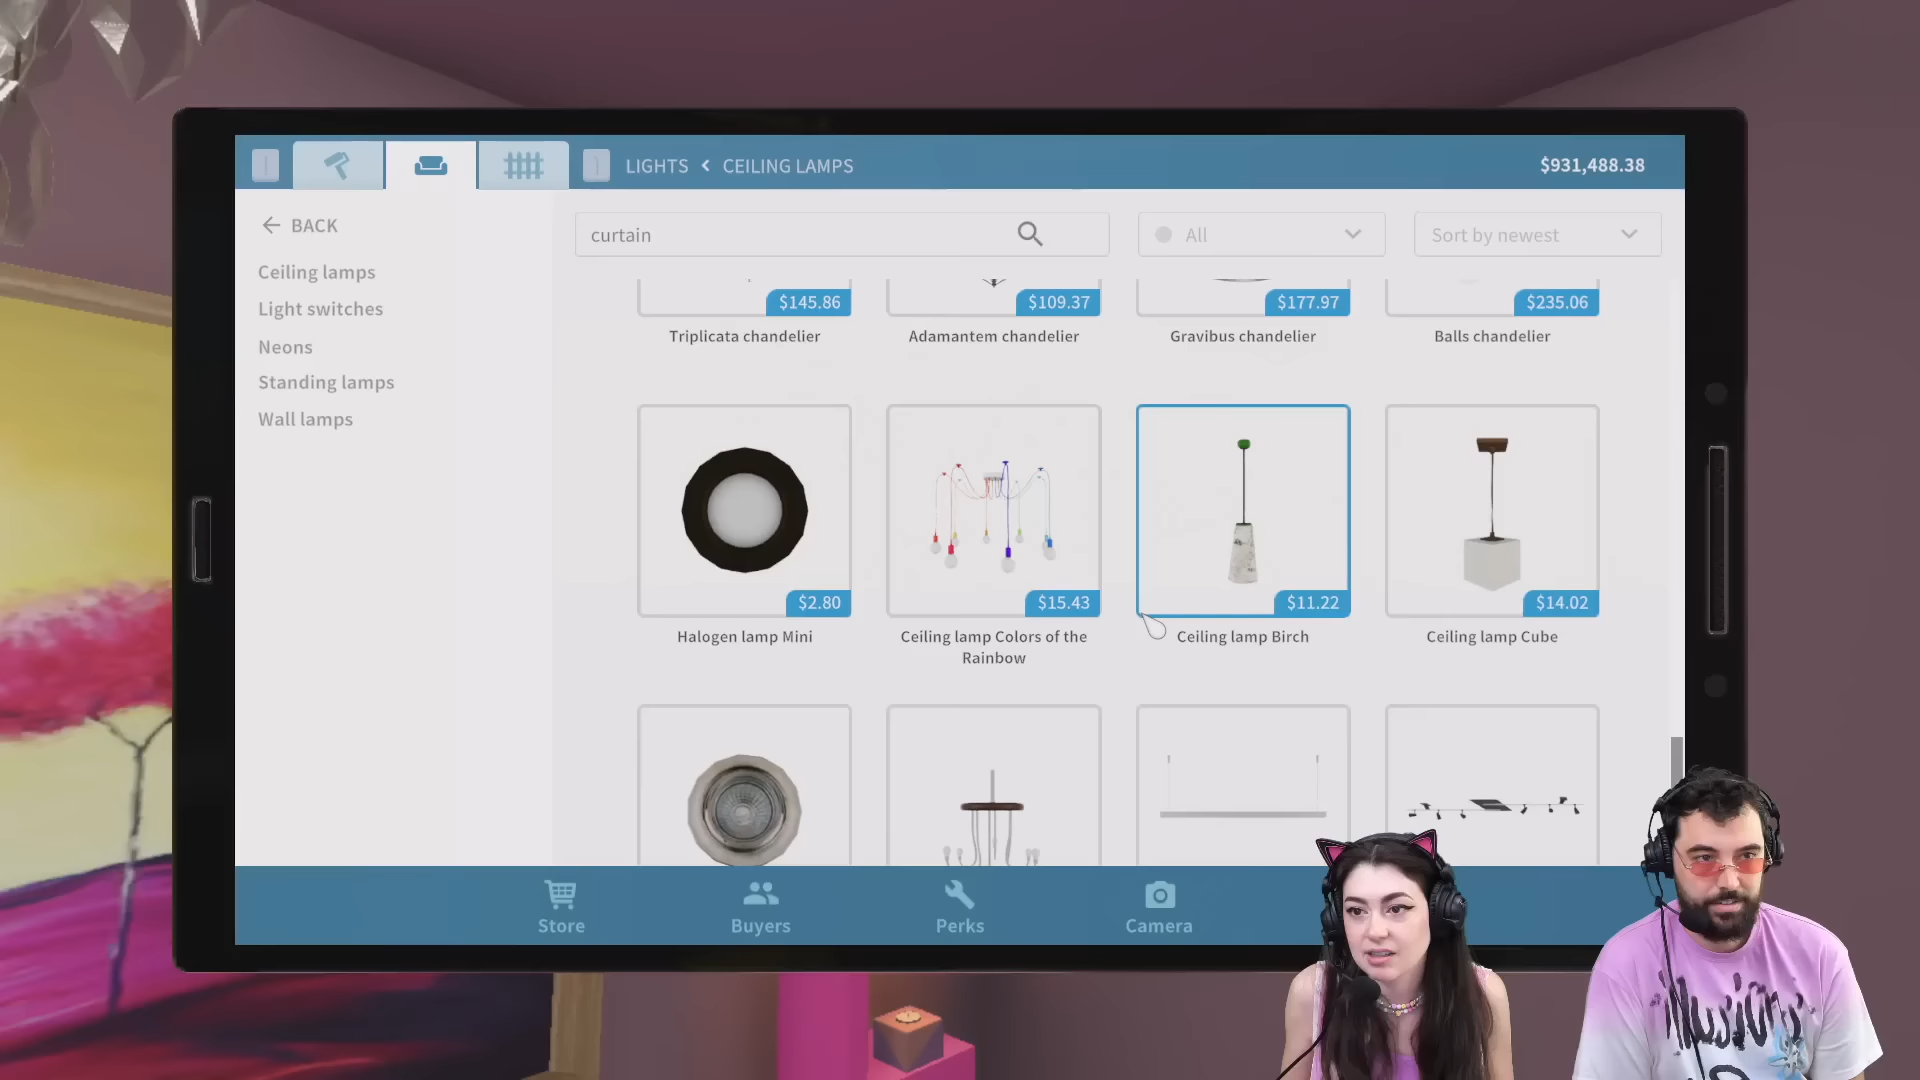 LIGHTS < CEILING LAMPS
$931,488.38
BACK
Ceiling lamps
Light switches
Neons
Standing lamps
Wall lamps
curtain
All
Sort by newest
$145.86
$109.37
$177.97
$235.06
Triplicata chandelier
Adamantem chandelier
Gravibus chandelier
Balls chandelier
$2.80
$15.43
$11.22
$14.02
Halogen lamp Mini
Ceiling lamp Colors of the
Rainbow
Ceiling lamp Birch
Ceiling lamp Cube
Store
Buyers
Perks
Camera